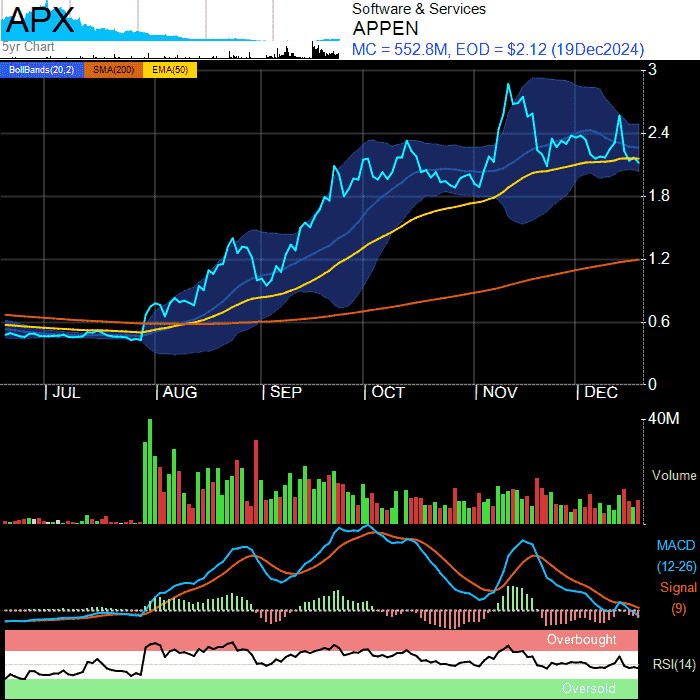 APX
5yr Chart
Software & Services
APPEN
MC = 552.8M, EOD = $2.12 (19Dec2024)
BollBands(20,2) SMA(200) EMA(50)
3
2.4
1.8
1.2
0.6
0
| JUL | AUG | SEP | OCT | NOV | DEC
40M
Volume
MACD
(12-26)
Signal
(9)
Overbought
RSI(14)
Oversold